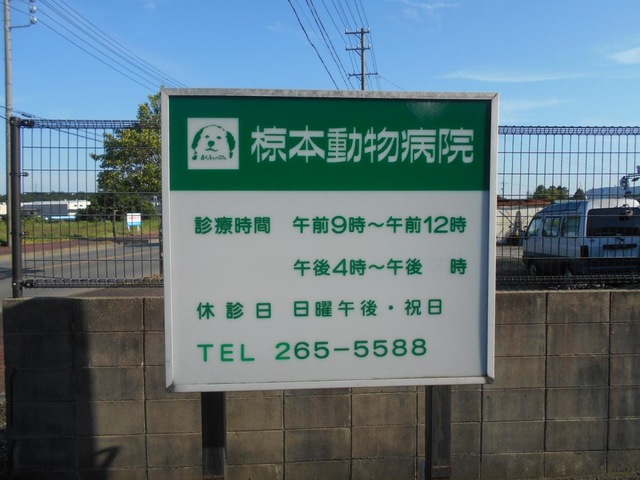 椋本動物病院
診療時間 午前9時～午前12時
午後4時～午後7時
休診日 日曜午後・祝日
TEL 265-5588